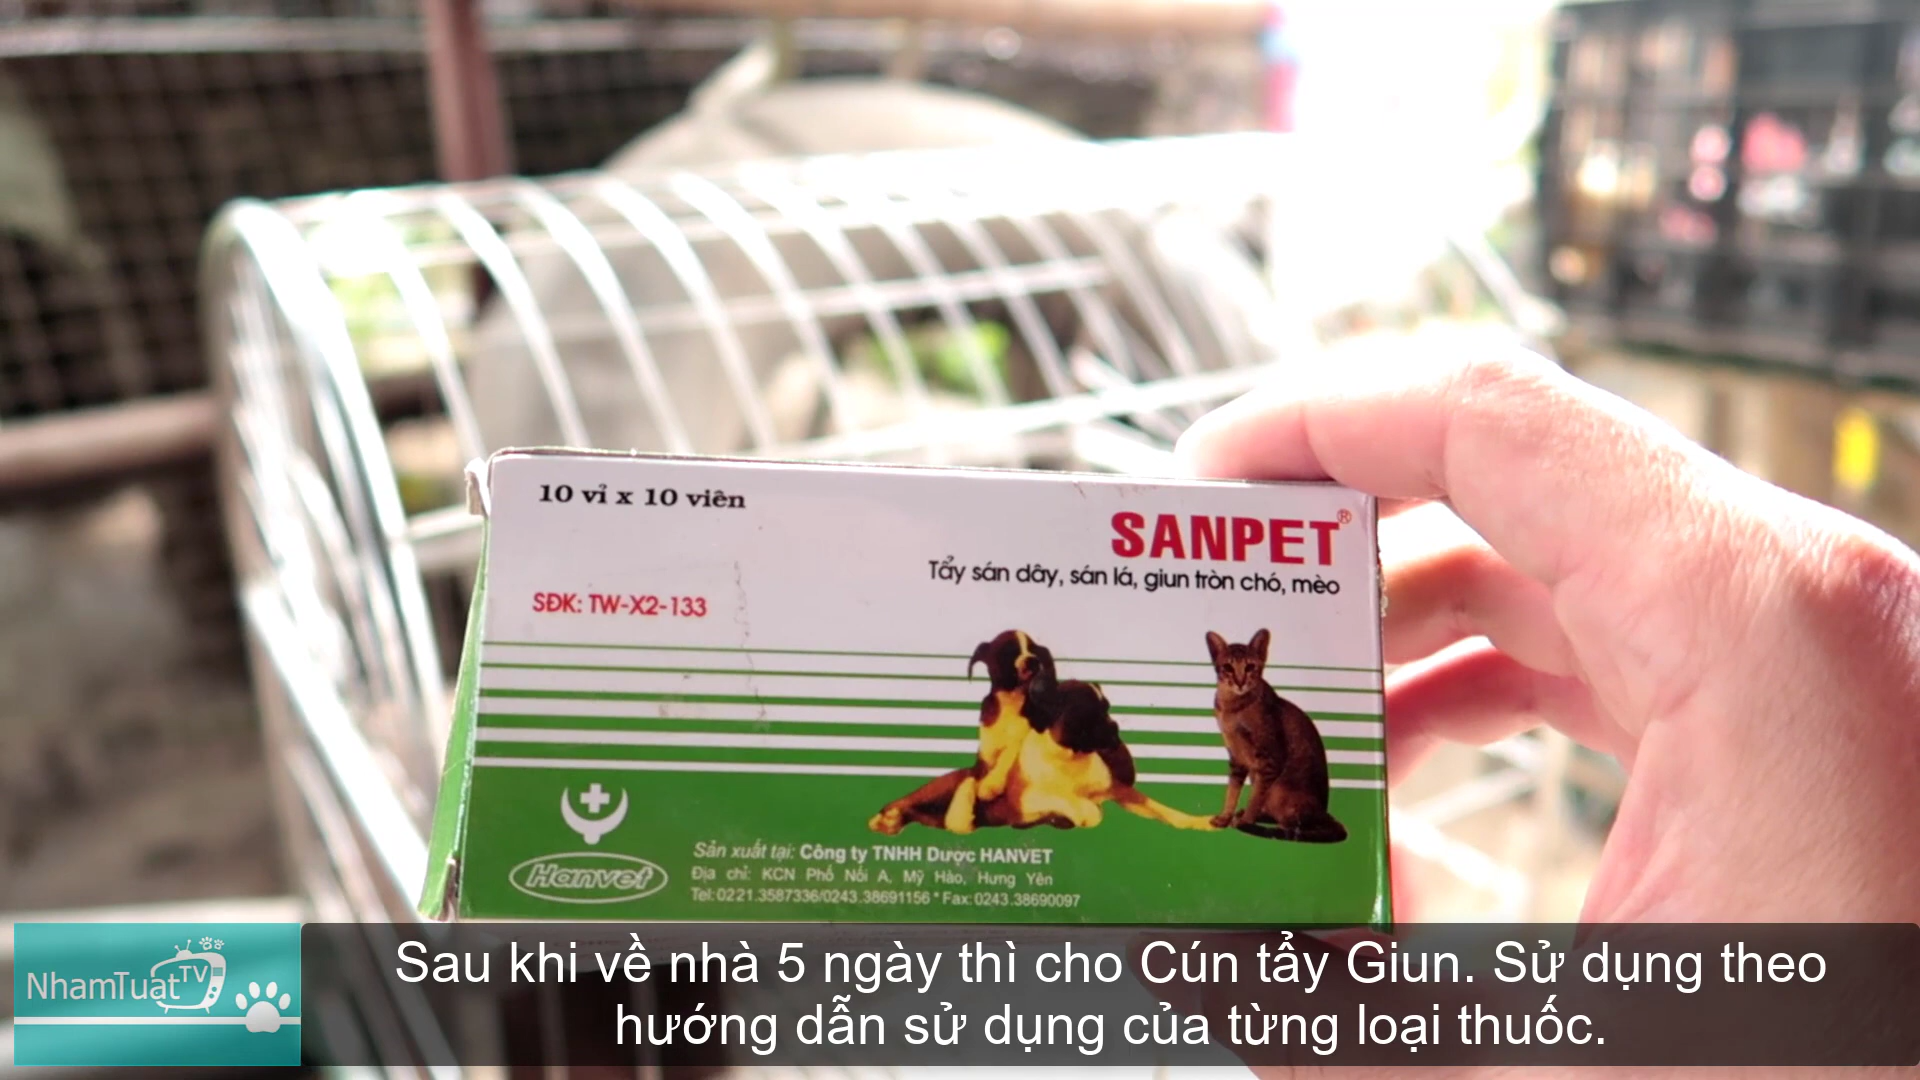 10 vỉ x 10 viên
SANPET®
Tẩy sán dây, sán lá, giun tròn chó, mèo
SĐK: TW-X2-133
Hanvet
Sản xuất tại: Công ty TNHH Dược HANVET
Địa chỉ: KCN Phố Nối A, Mỹ Hào, Hưng Yên
Tel: 0221.3587336/0243.38691156 * Fax: 0243.38690097
NhamTuatTV
Sau khi về nhà 5 ngày thì cho Cún tẩy Giun. Sử dụng theo
hướng dẫn sử dụng của từng loại thuốc.